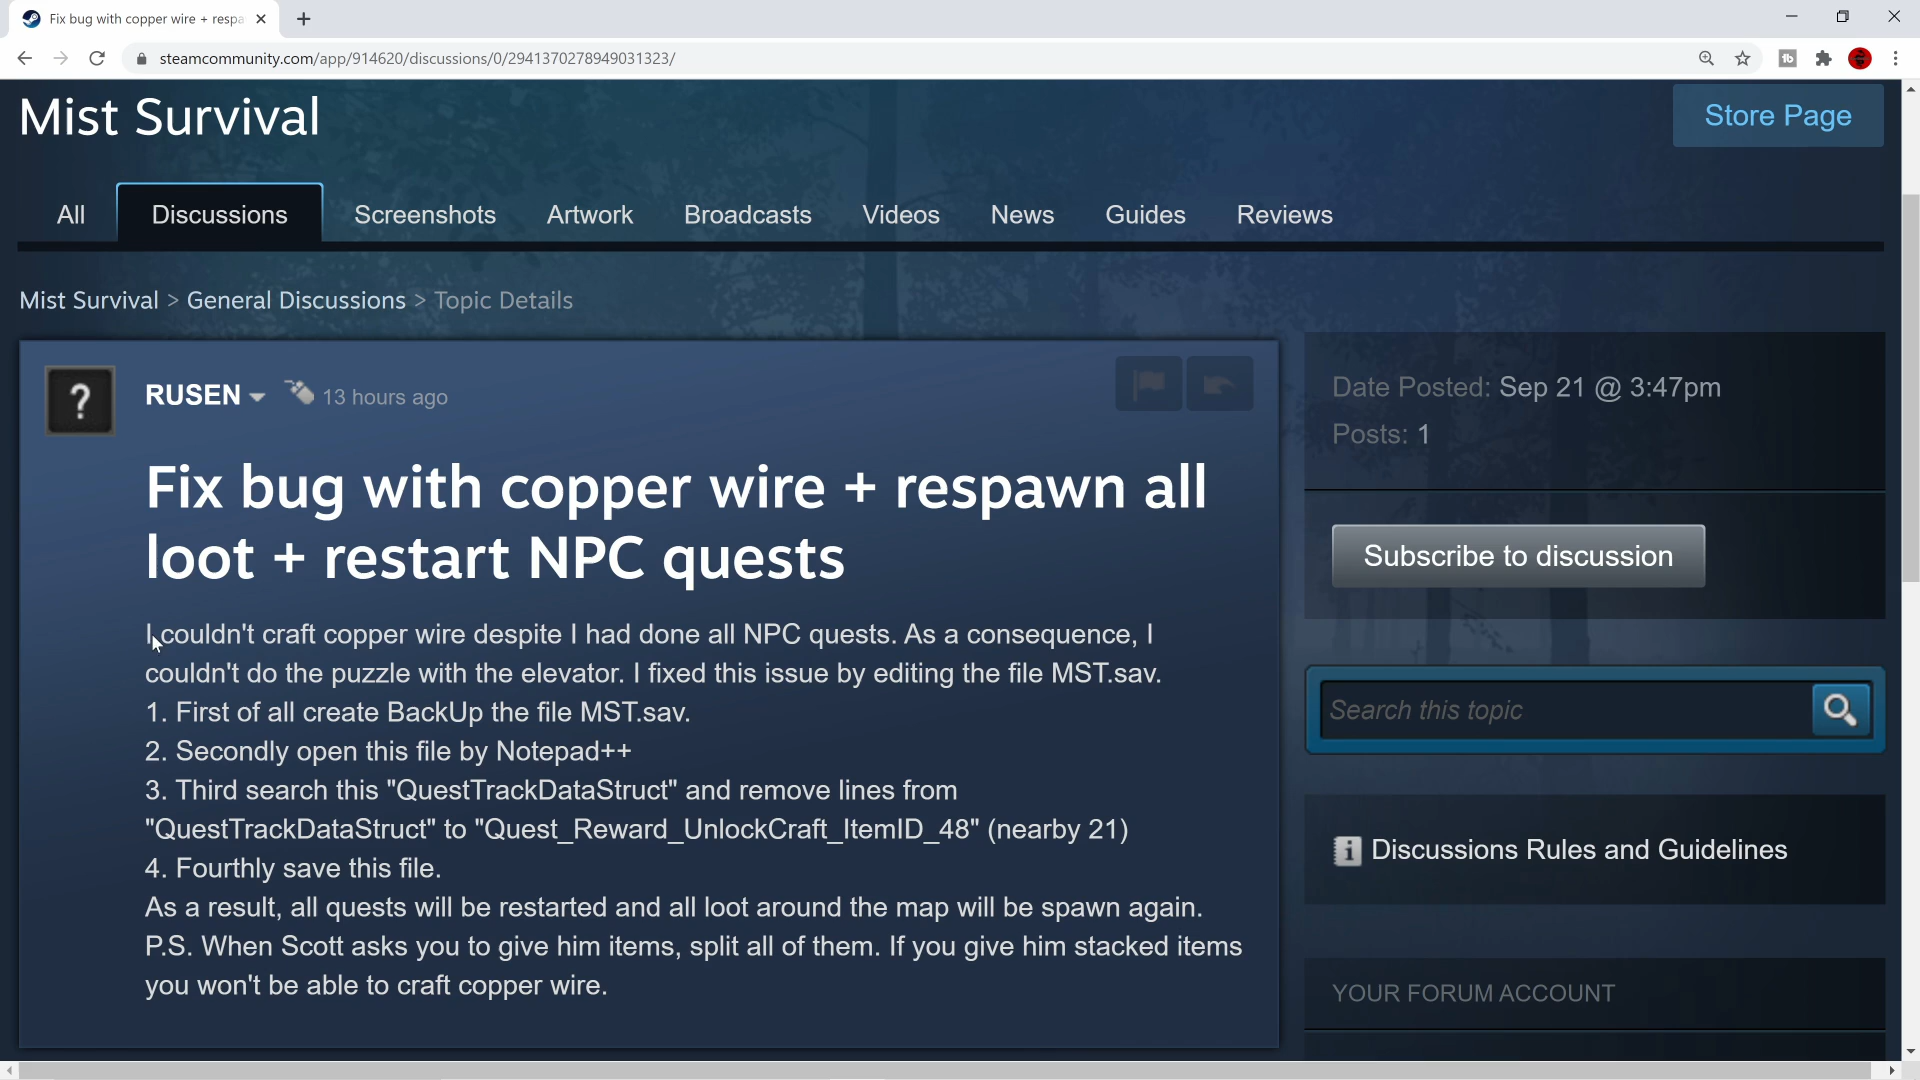 Fix bug with copper wire + respa
steamcommunity.com/app/914620/discussions/0/2941370278949031323/
Mist Survival
Store Page
All
Discussions
Screenshots
Artwork
Broadcasts
Videos
News
Guides
Reviews
Mist Survival > General Discussions > Topic Details
RUSEN
13 hours ago
Fix bug with copper wire + respawn all
loot + restart NPC quests
I couldn't craft copper wire despite I had done all NPC quests. As a consequence, I
couldn't do the puzzle with the elevator. I fixed this issue by editing the file MST.sav.
1. First of all create BackUp the file MST.sav.
2. Secondly open this file by Notepad++
3. Third search this "QuestTrackDataStruct" and remove lines from
"QuestTrackDataStruct" to "Quest_Reward_UnlockCraft_ItemID_48" (nearby 21)
4. Fourthly save this file.
As a result, all quests will be restarted and all loot around the map will be spawn again.
P.S. When Scott asks you to give him items, split all of them. If you give him stacked items
you won't be able to craft copper wire.
Date Posted: Sep 21 @ 3:47pm
Posts: 1
Subscribe to discussion
Search this topic
Discussions Rules and Guidelines
YOUR FORUM ACCOUNT